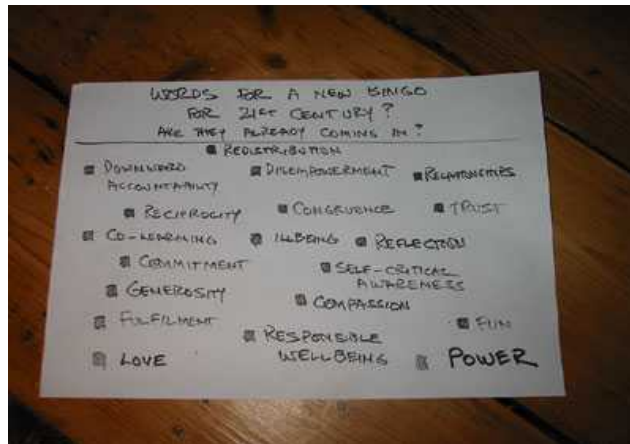 WORDS FOR A NEW BINGO
FOR 21ST CENTURY?
ARE THEY ALREADY COMING IN?
REDISTRIBUTION
DOWNWARD ACCOUNTABILITY
DISEMPOWERMENT
RELATIONSHIPS
RECIPROCITY
CONGRUENCE
TRUST
CO-LEARNING
ILLBEING
REFLECTION
COMMITMENT
SELF-CRITICAL AWARENESS
GENEROSITY
COMPASSION
FULFILMENT
RESPONSIBLE WELLBEING
FUN
LOVE
POWER